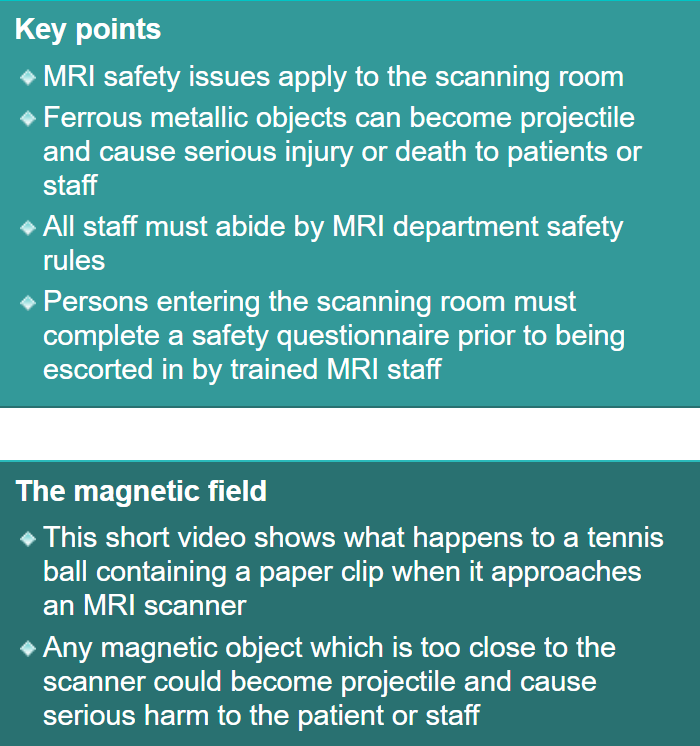 Key points
MRI safety issues apply to the scanning room
Ferrous metallic objects can become projectile
and cause serious injury or death to patients or
staff
All staff must abide by MRI department safety
rules
Persons entering the scanning room must
complete a safety questionnaire prior to being
escorted in by trained MRI staff
The magnetic field
This short video shows what happens to a tennis
ball containing a paper clip when it approaches
an MRI scanner
Any magnetic object which is too close to the
scanner could become projectile and cause
serious harm to the patient or staff